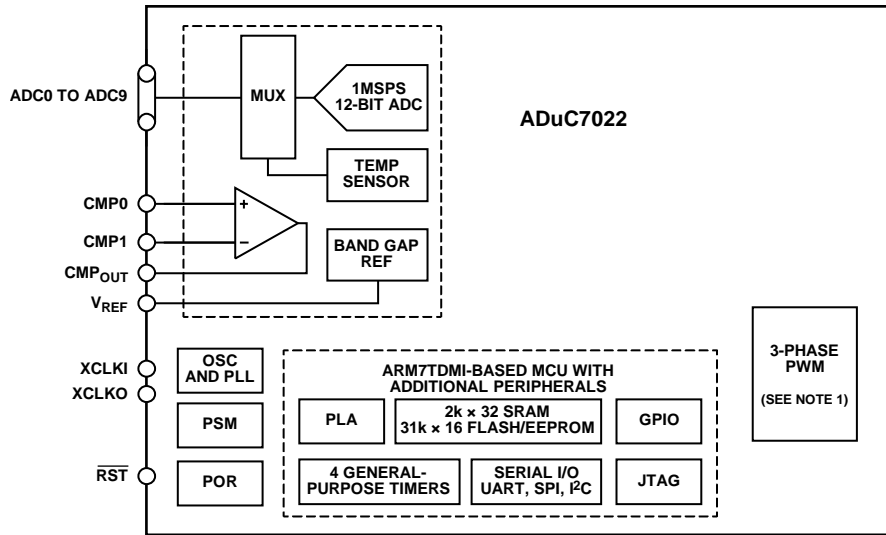 ADC0 TO ADC9
MUX
1MSPS
12-BIT ADC
ADuC7022
TEMP
SENSOR
CMP0
+
CMP1
−
CMPOUT
VREF
BAND GAP
REF
XCLKI
XCLKO
OSC
AND PLL
PSM
RST
POR
ARM7TDMI-BASED MCU WITH
ADDITIONAL PERIPHERALS
PLA
2k × 32 SRAM
31k × 16 FLASH/EEPROM
GPIO
4 GENERAL-
PURPOSE TIMERS
SERIAL I/O
UART, SPI, I2C
JTAG
3-PHASE
PWM
(SEE NOTE 1)